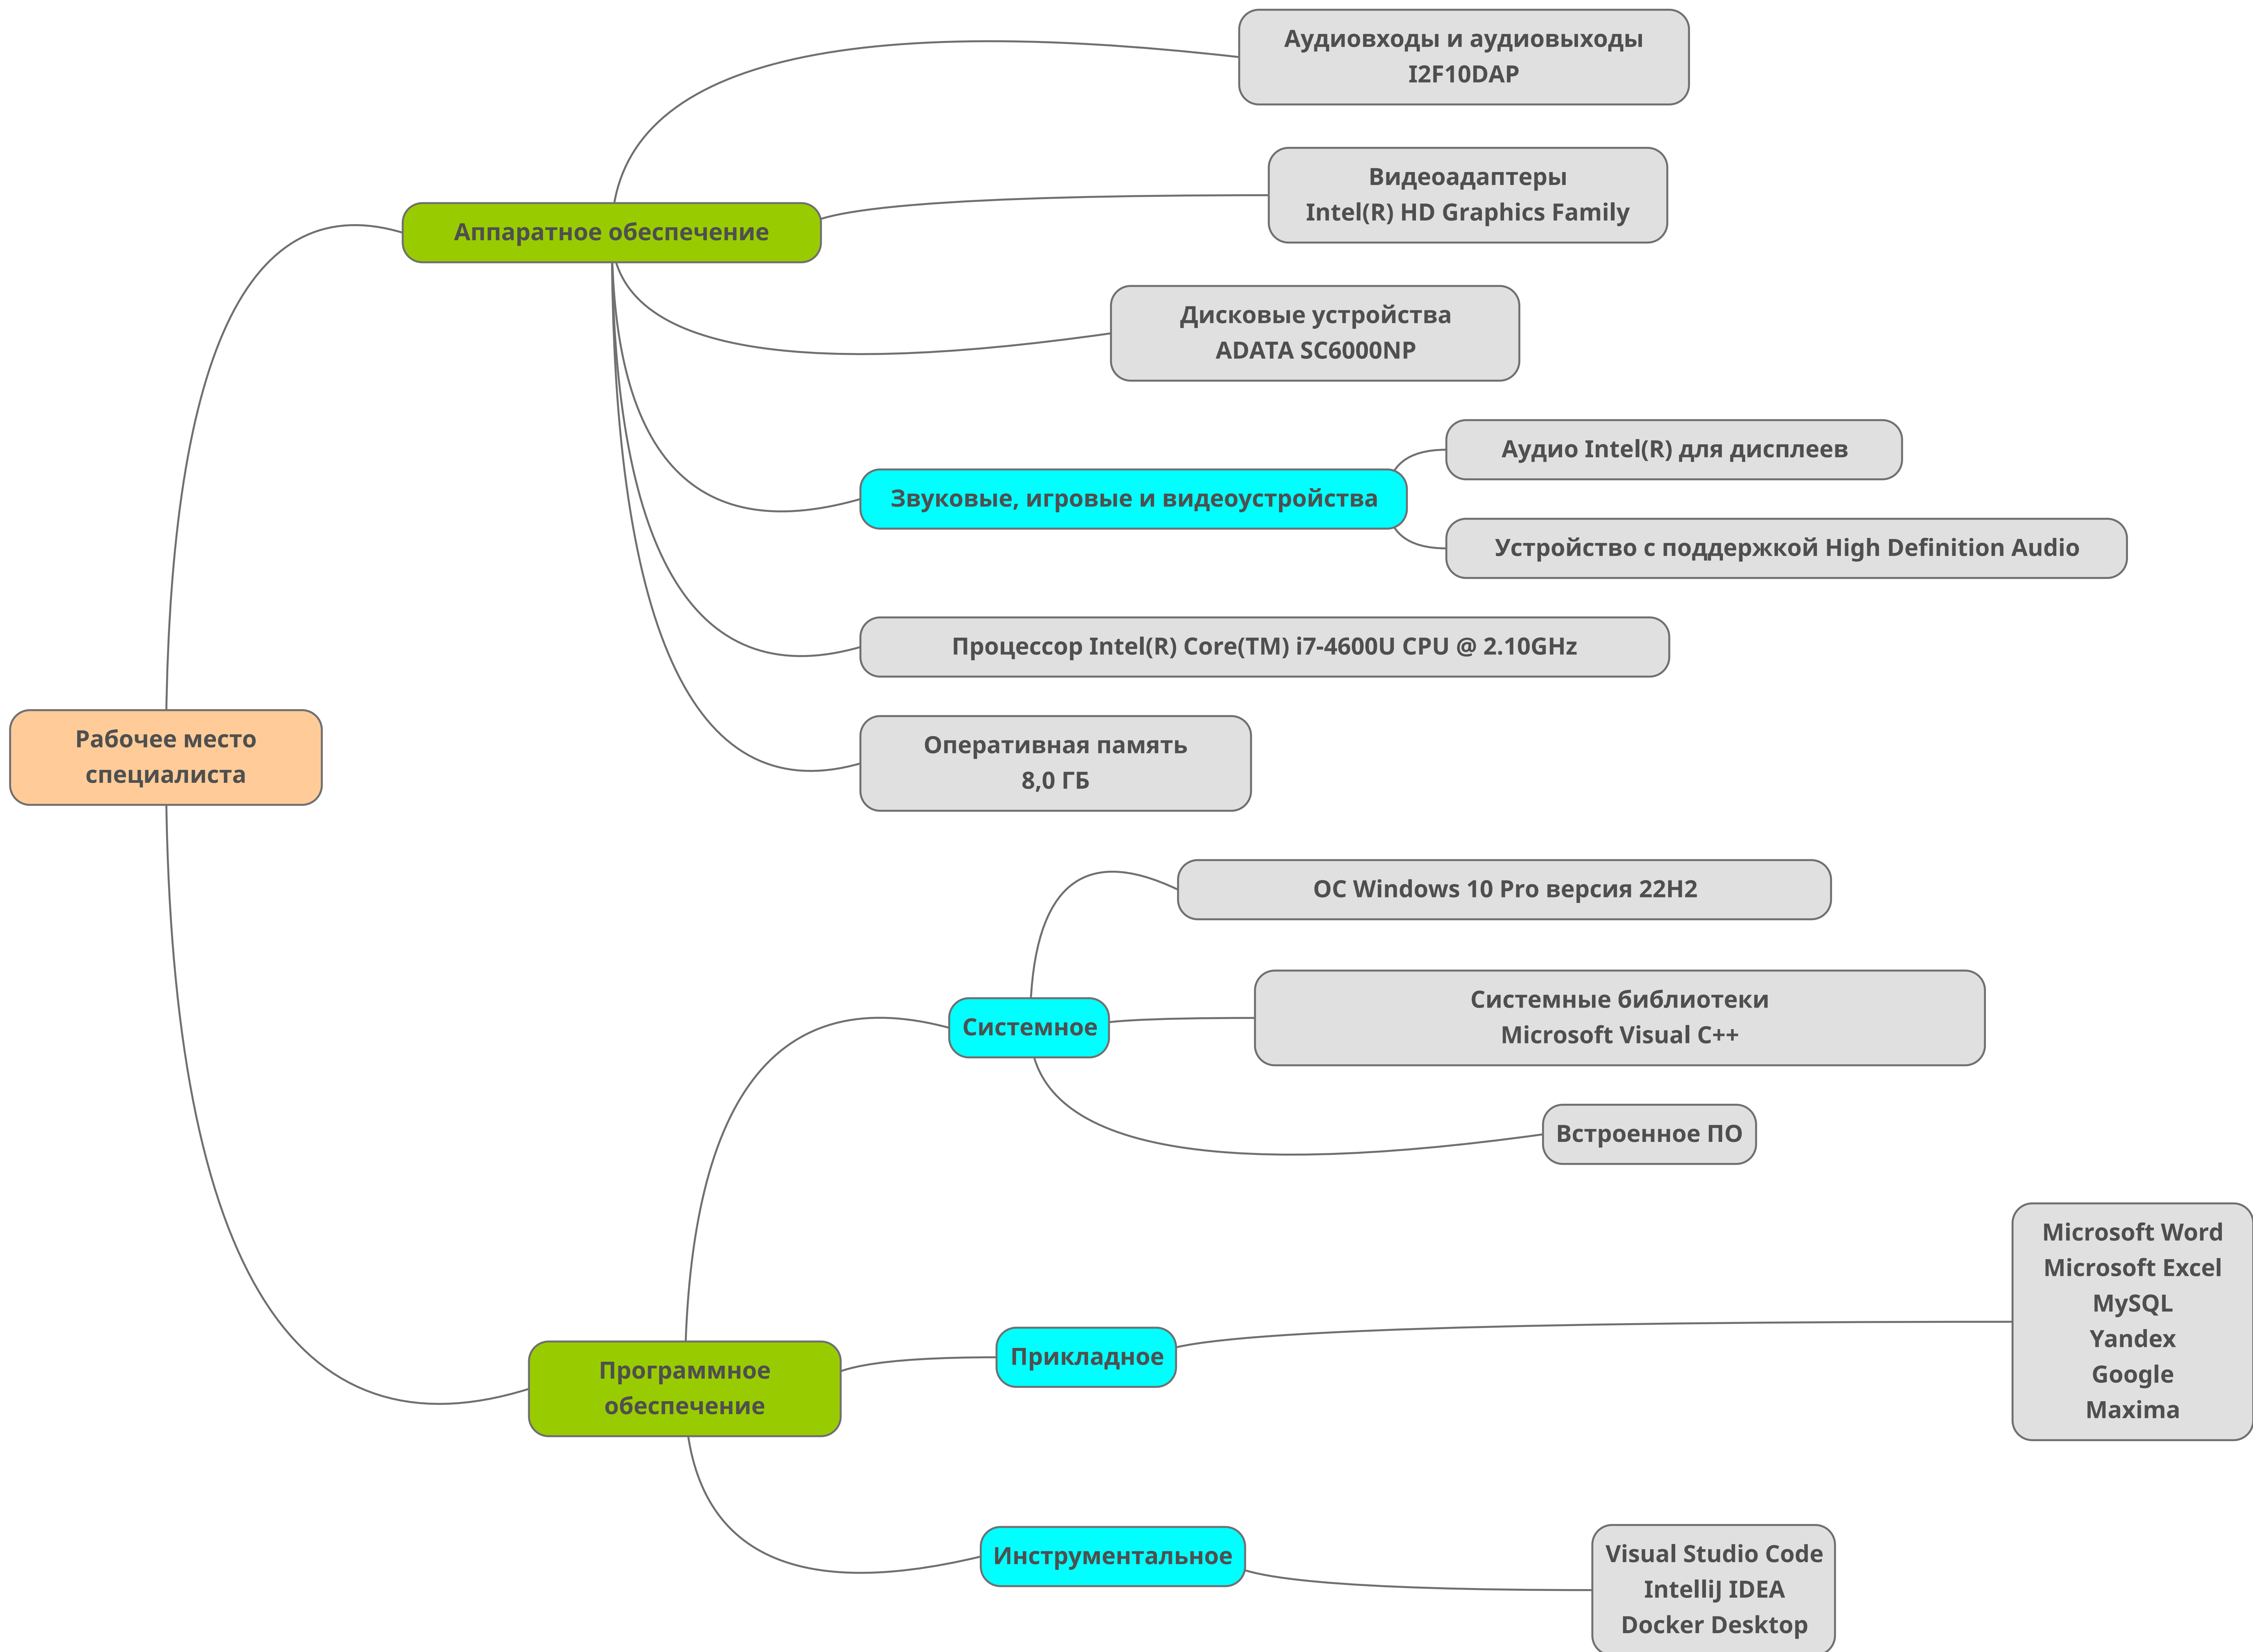 Аудиовходы и аудиовыходы
I2F10DAP
Видеоадаптеры
Intel(R) HD Graphics Family
Аппаратное обеспечение
Дисковые устройства
ADATA SC6000NP
Аудио Intel(R) для дисплеев
Звуковые, игровые и видеоустройства
Устройство с поддержкой High Definition Audio
Процессор Intel(R) Core(TM) i7-4600U CPU @ 2.10GHz
Рабочее место
специалиста
Оперативная память
8,0 ГБ
ОС Windows 10 Pro версия 22H2
Системное
Системные библиотеки
Microsoft Visual C++
Встроенное ПО
Программное
обеспечение
Прикладное
Microsoft Word
Microsoft Excel
MySQL
Yandex
Google
Maxima
Инструментальное
Visual Studio Code
IntelliJ IDEA
Docker Desktop